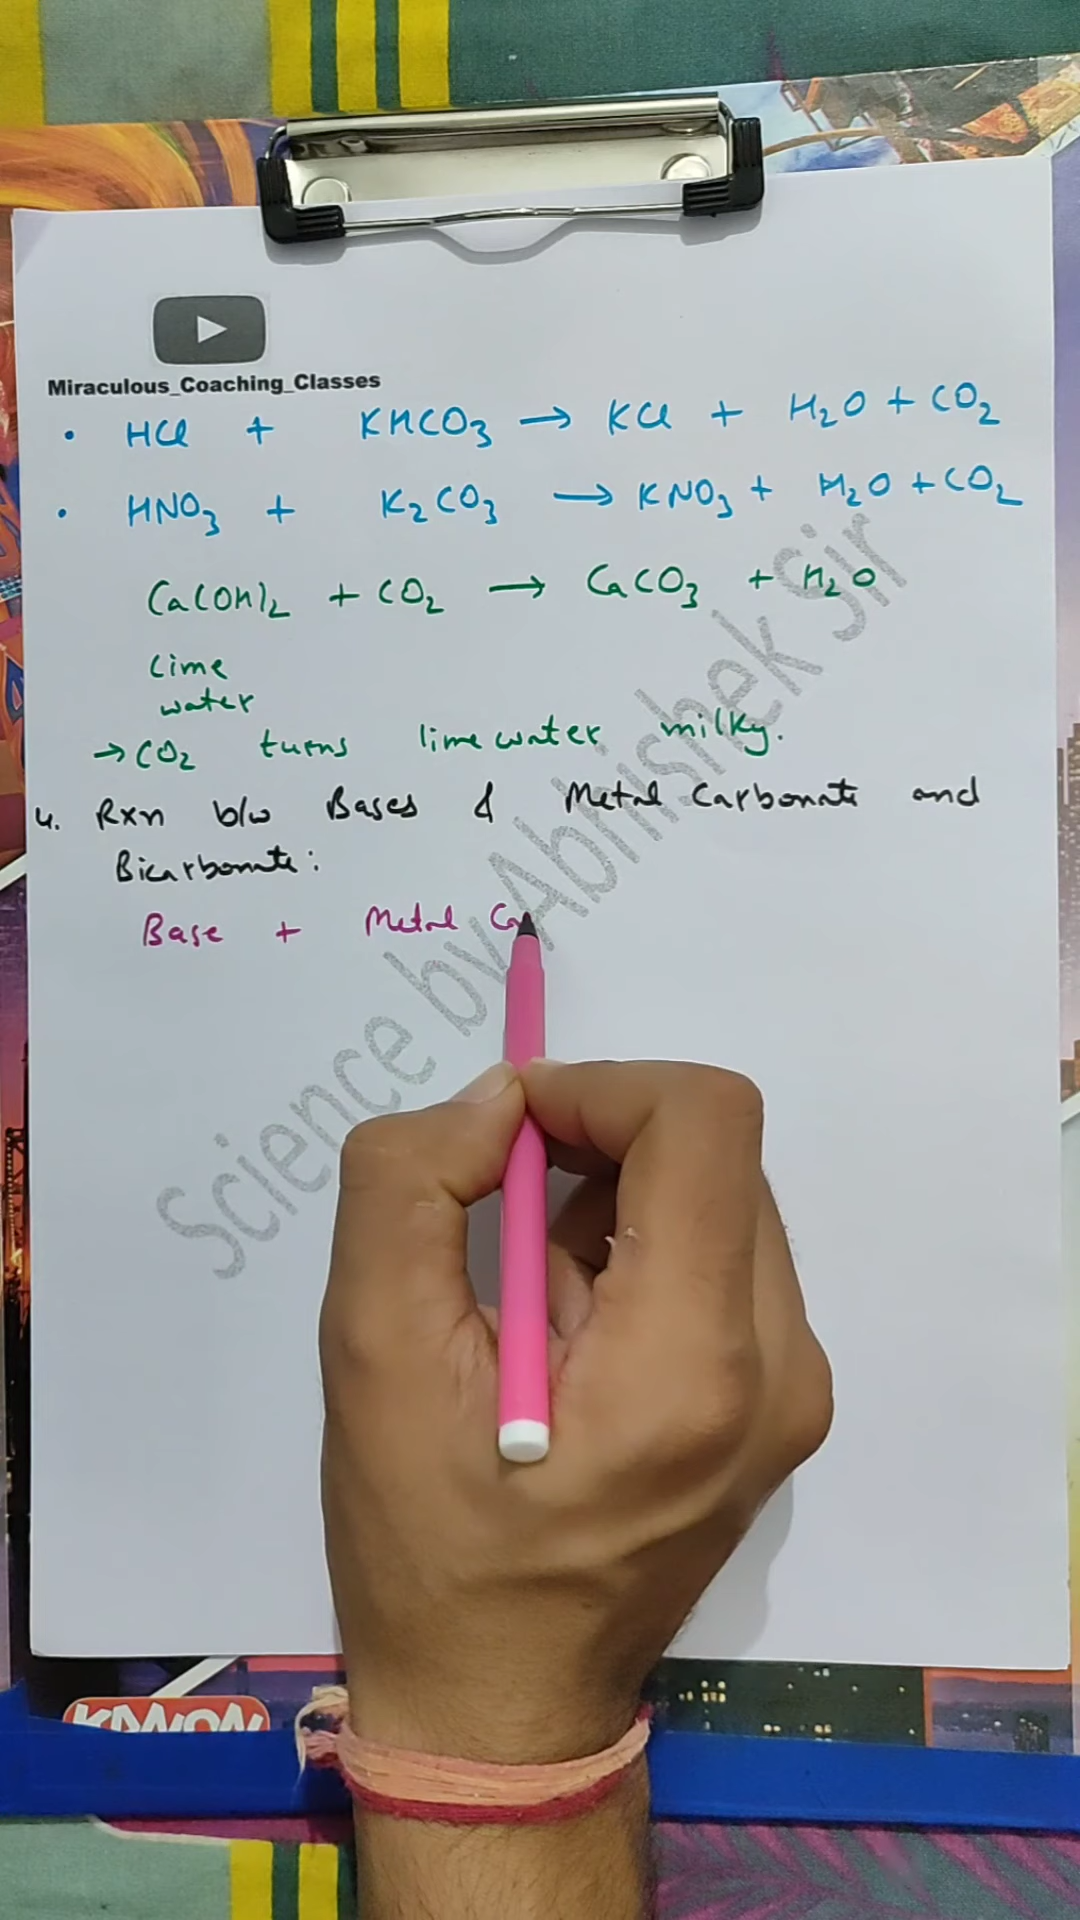 Miraculous_Coaching_Classes
• HCl + KHCO3 → KCl + H2O + CO2
• HNO3 + K2CO3 → KNO3 + H2O + CO2
Ca(OH)2 + CO2 → CaCO3 + H2O
Lime
water
→ CO2 turns lime water milky.
4. Rxn b/w Bases & Metal Carbonate and
Bicarbonate:
Base + Metal Ca
Science by Abhishek Sir